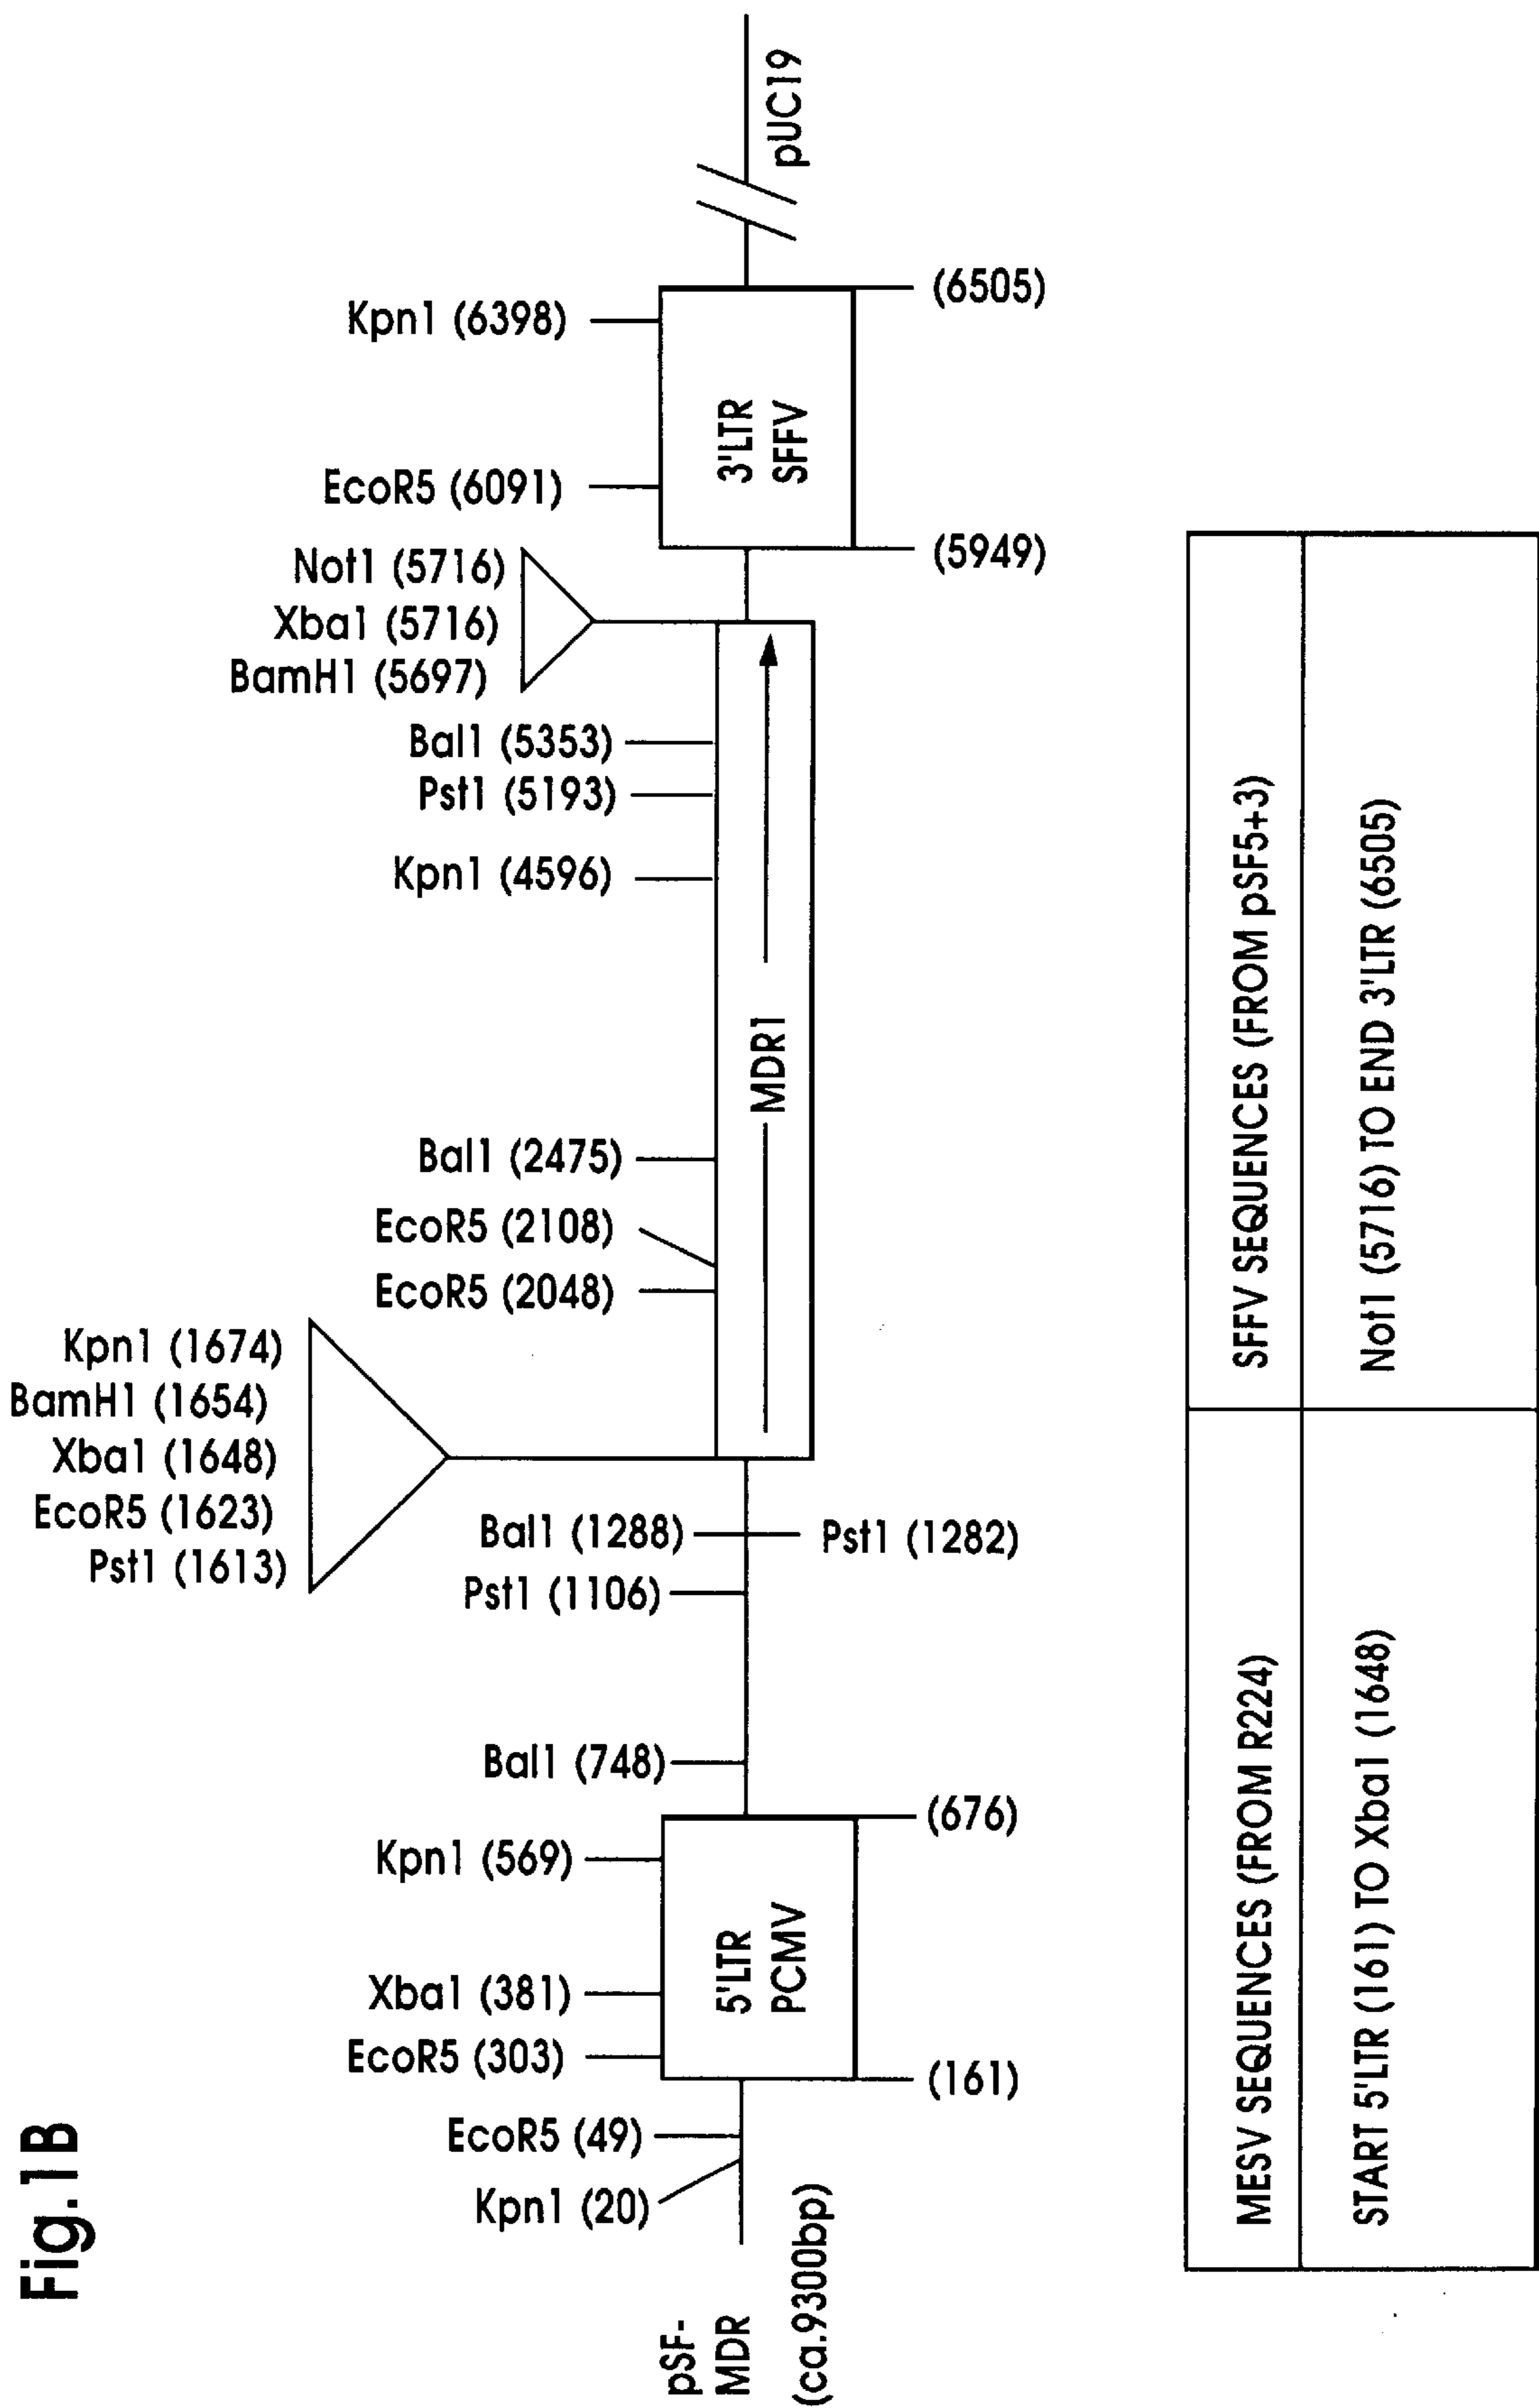 Fig.1B
pSF-
MDR
(ca.9300bp)
Kpn1 (20)
EcoR5 (49)
(161)
EcoR5 (303)
Xba1 (381)
Kpn1 (569)
5'LTR
PCMV
(676)
Bal1 (748)
Pst1 (1106)
Bal1 (1288)
Pst1 (1282)
Kpn1 (1674)
BamH1 (1654)
Xba1 (1648)
EcoR5 (1623)
Pst1 (1613)
EcoR5 (2048)
EcoR5 (2108)
Bal1 (2475)
MDR1
Kpn1 (4596)
Pst1 (5193)
Bal1 (5353)
Not1 (5716)
Xba1 (5716)
BamH1 (5697)
(5949)
EcoR5 (6091)
Kpn1 (6398)
3'LTR
SFFV
(6505)
pUC19
MESV SEQUENCES (FROM R224)
SFFV SEQUENCES (FROM pSF5+3)
START 5'LTR (161) TO Xba1 (1648)
Not1 (5716) TO END 3'LTR (6505)